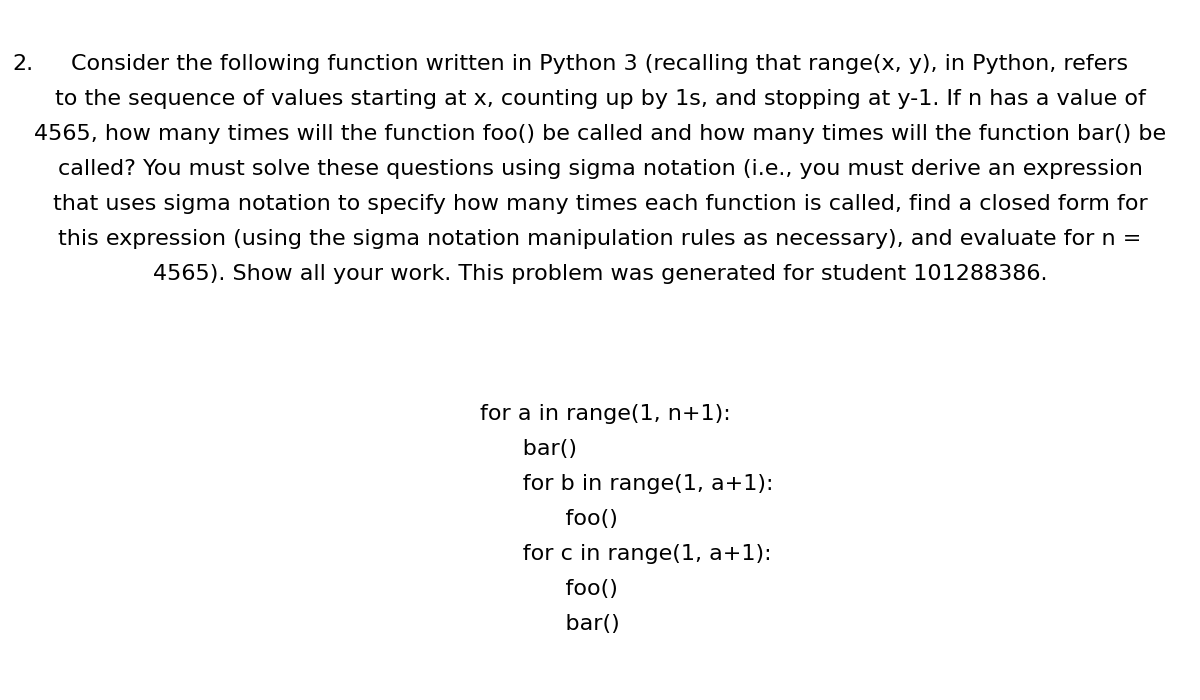 2. Consider the following function written in Python 3 (recalling that range(x, y), in Python, refers
to the sequence of values starting at x, counting up by 1s, and stopping at y-1. If n has a value of
4565, how many times will the function foo() be called and how many times will the function bar() be
called? You must solve these questions using sigma notation (i.e., you must derive an expression
that uses sigma notation to specify how many times each function is called, find a closed form for
this expression (using the sigma notation manipulation rules as necessary), and evaluate for n =
4565). Show all your work. This problem was generated for student 101288386.
for a in range(1, n+1):
bar()
for b in range(1, a+1):
foo()
for c in range(1, a+1):
foo()
bar()